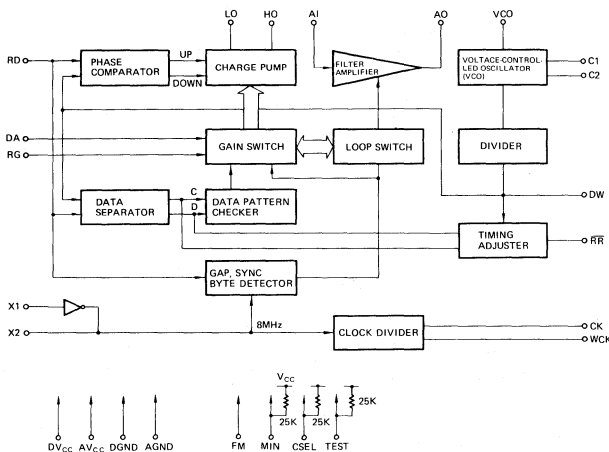 LO HO AI AO VCO
RD
PHASE
COMPARATOR
UP
DOWN
CHARGE PUMP
FILTER
AMPLIFIER
VOLTAGE-CONTROL-
LED OSCILLATOR
(VCO)
C1
C2
DA
RG
GAIN SWITCH
LOOP SWITCH
DIVIDER
DATA
SEPARATOR
C
D
DATA PATTERN
CHECKER
DW
TIMING
ADJUSTER
RR
GAP, SYNC
BYTE DETECTOR
X1
X2
8MHz
CLOCK DIVIDER
CK
WCK
VCC
25K
25K
25K
DVCC AVCC DGND AGND FM MIN CSEL TEST